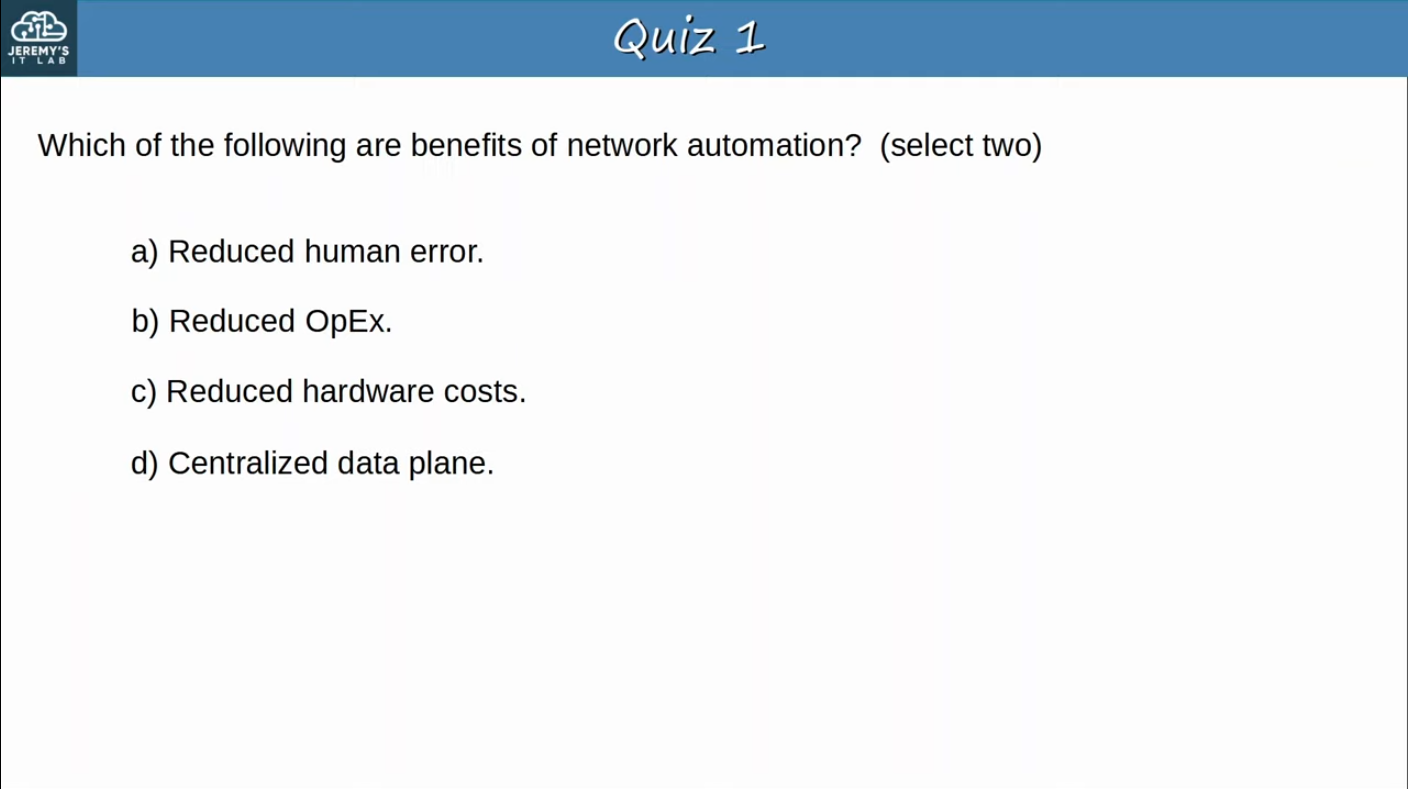 JEREMY'S
IT LAB
Quiz 1
Which of the following are benefits of network automation?  (select two)
a) Reduced human error.
b) Reduced OpEx.
c) Reduced hardware costs.
d) Centralized data plane.